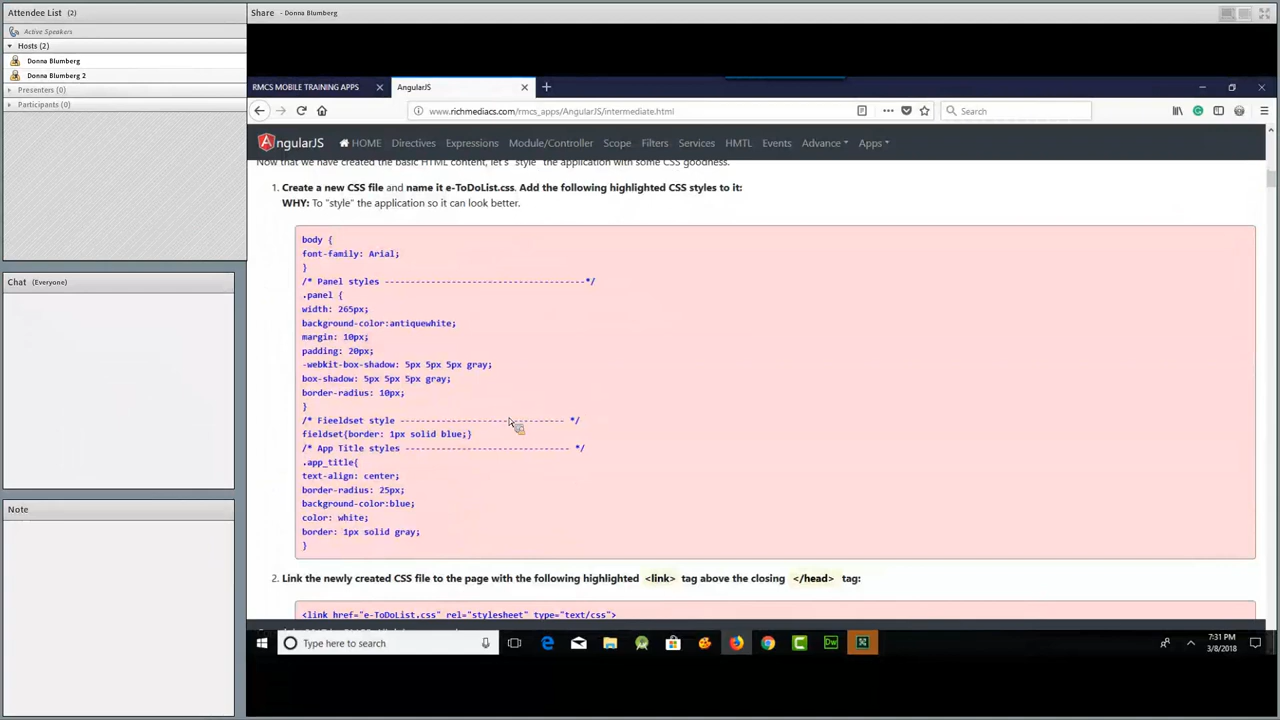 Attendee List (2)
Active Speakers
Hosts (2)
Donna Blumberg
Donna Blumberg 2
Presenters (0)
Participants (0)
Chat (Everyone)
Note
Share - Donna Blumberg
RMCS MOBILE TRAINING APPS
AngularJS
www.richmediacs.com/rmcs_apps/AngularJS/intermediate.html
Search
AngularJS HOME Directives Expressions Module/Controller Scope Filters Services HMTL Events Advance Apps
Now that we have created the basic HTML content, let's "style" the application with some CSS goodness.
1. Create a new CSS file and name it e-ToDoList.css. Add the following highlighted CSS styles to it:
WHY: To "style" the application so it can look better.
body {
font-family: Arial;
}
/* Panel styles ---------------------------------------*/
.panel {
width: 265px;
background-color:antiquewhite;
margin: 10px;
padding: 20px;
-webkit-box-shadow: 5px 5px 5px gray;
box-shadow: 5px 5px 5px gray;
border-radius: 10px;
}
/* Fieeldset style -------------------------------- */
fieldset{border: 1px solid blue;}
/* App Title styles -------------------------------- */
.app_title{
text-align: center;
border-radius: 25px;
background-color:blue;
color: white;
border: 1px solid gray;
}
2. Link the newly created CSS file to the page with the following highlighted <link> tag above the closing </head> tag:
<link href="e-ToDoList.css" rel="stylesheet" type="text/css">
Type here to search
Dw
7:31 PM
3/8/2018